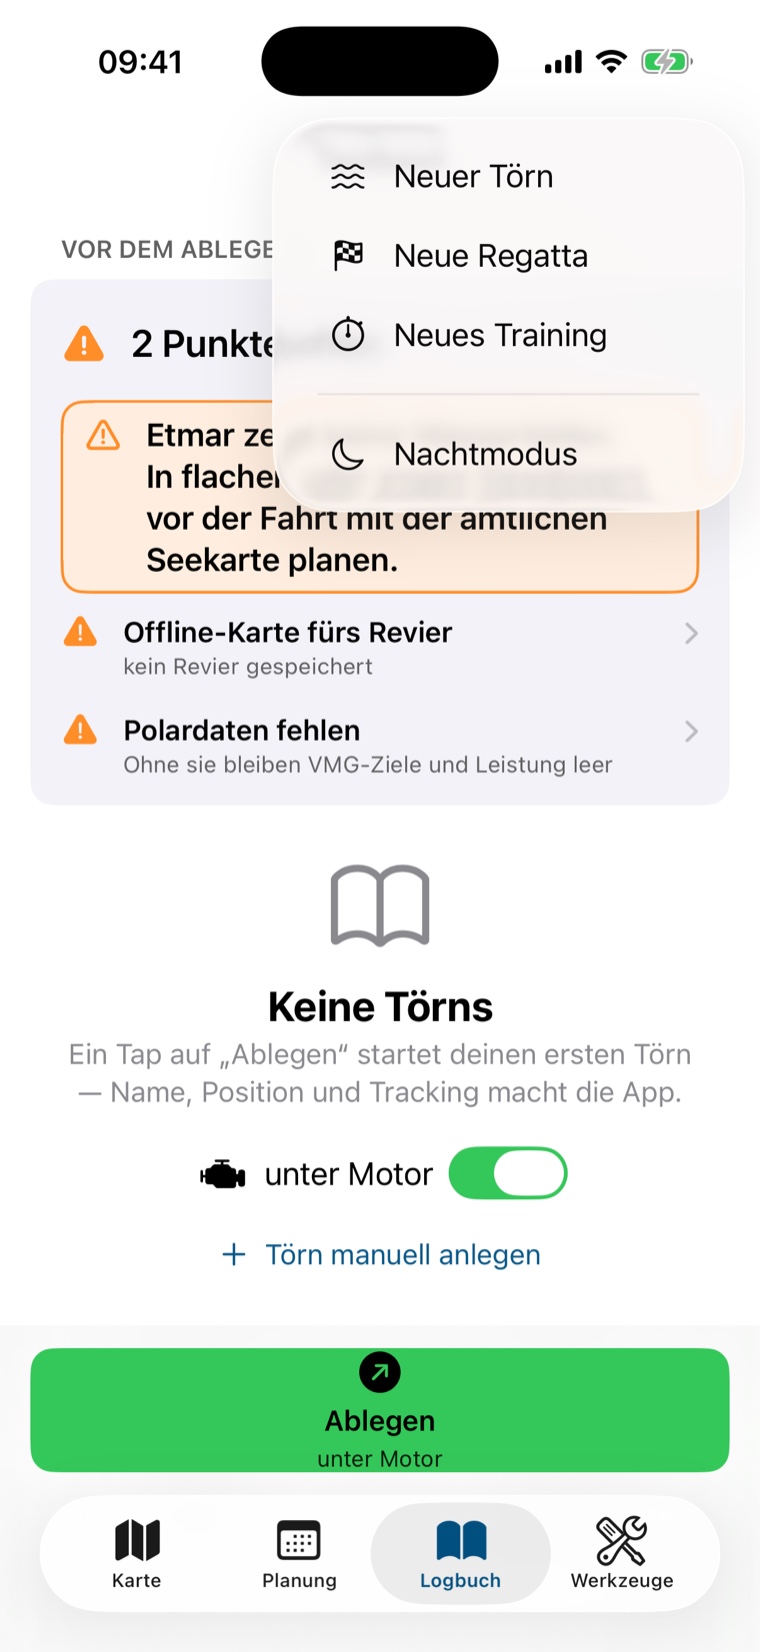 09:41
Neuer Törn
Neue Regatta
Neues Training
Nachtmodus
VOR DEM ABLEGE
2 Punkte
Etmar ze
In flachen
vor der Fahrt mit der amtlichen
Seekarte planen.
Offline-Karte fürs Revier
kein Revier gespeichert
Polardaten fehlen
Ohne sie bleiben VMG-Ziele und Leistung leer
Keine Törns
Ein Tap auf „Ablegen“ startet deinen ersten Törn
— Name, Position und Tracking macht die App.
unter Motor
+ Törn manuell anlegen
Ablegen
unter Motor
Karte
Planung
Logbuch
Werkzeuge